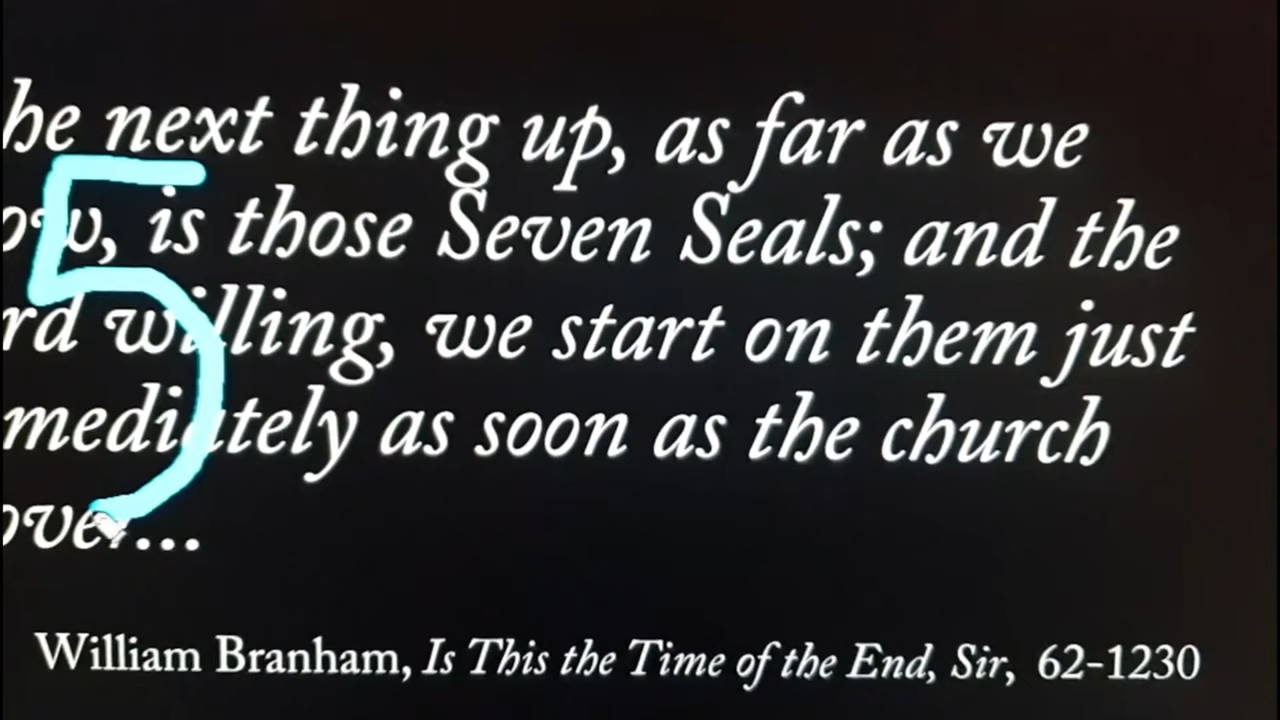 he next thing up, as far as we
ow, is those Seven Seals; and the
rd willing, we start on them just
mediately as soon as the church
over...
5
William Branham, Is This the Time of the End, Sir, 62-1230